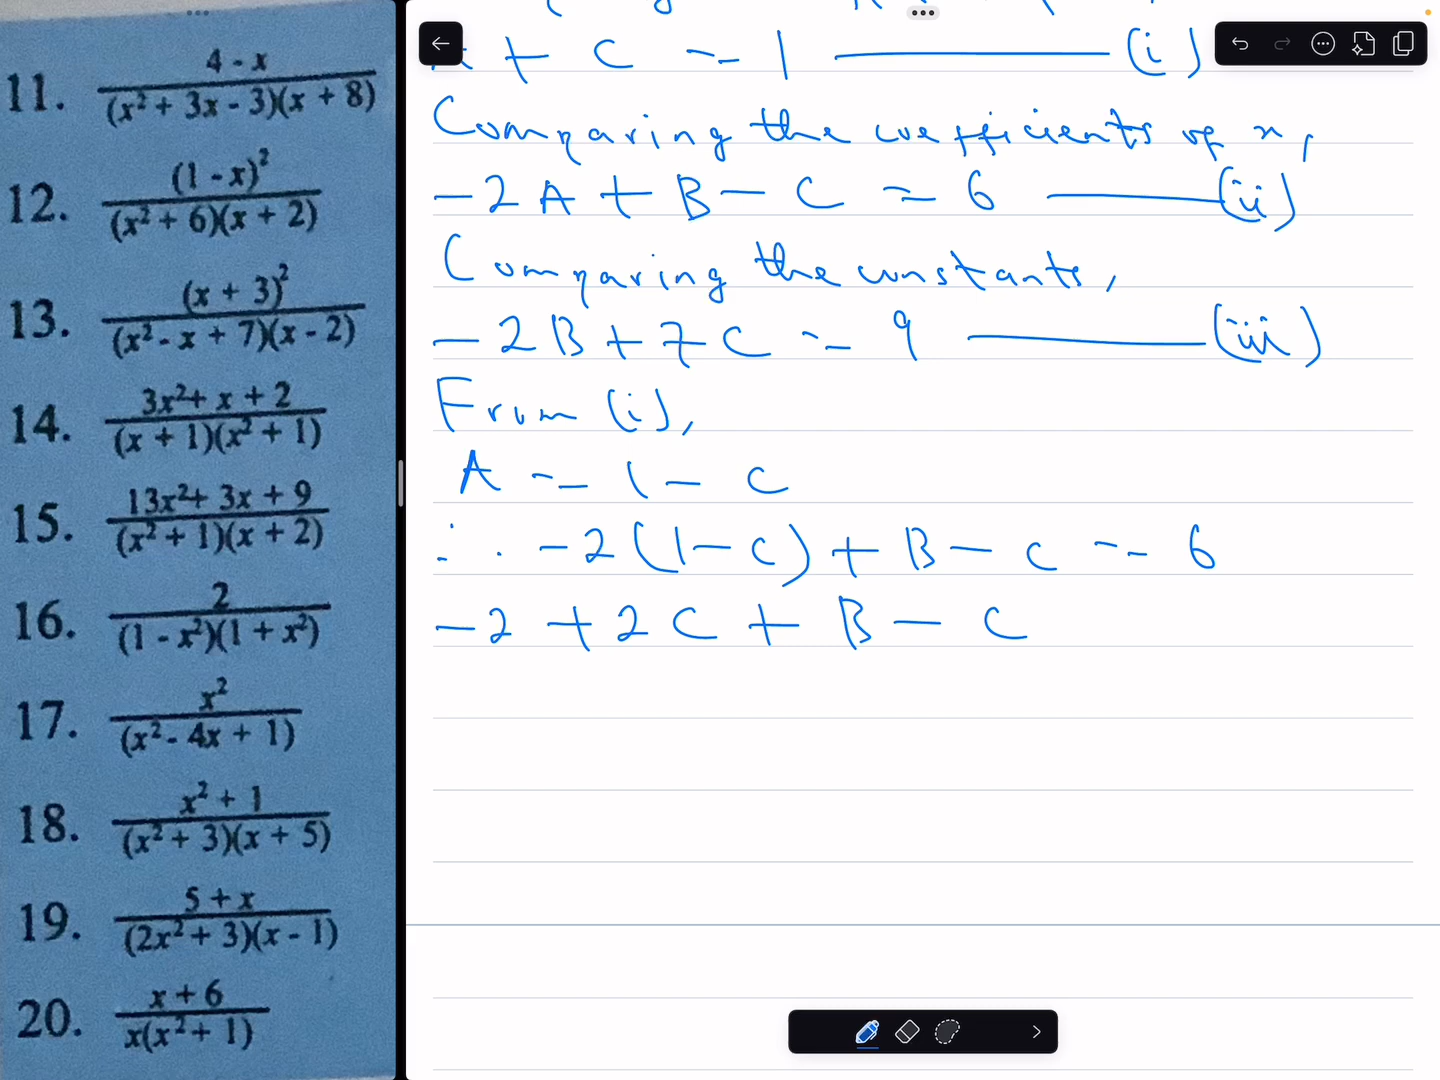 11. (4 - x) / ((x² + 3x - 3)(x + 8))
12. (1 - x)² / ((x² + 6)(x + 2))
13. (x + 3)² / ((x² - x + 7)(x - 2))
14. (3x² + x + 2) / ((x + 1)(x² + 1))
15. (13x² + 3x + 9) / ((x² + 1)(x + 2))
16. 2 / ((1 - x²)(1 + x²))
17. x² / (x² - 4x + 1)
18. (x² + 1) / ((x² + 3)(x + 5))
19. (5 + x) / ((2x² + 3)(x - 1))
20. (x + 6) / (x(x² + 1))
+ C = 1 (i)
Comparing the coefficients of x,
-2A + B - C = 6 (ii)
Comparing the constants,
-2B + 7C = 9 (iii)
From (i),
A = 1 - C
∴ -2(1 - C) + B - C = 6
-2 + 2C + B - C